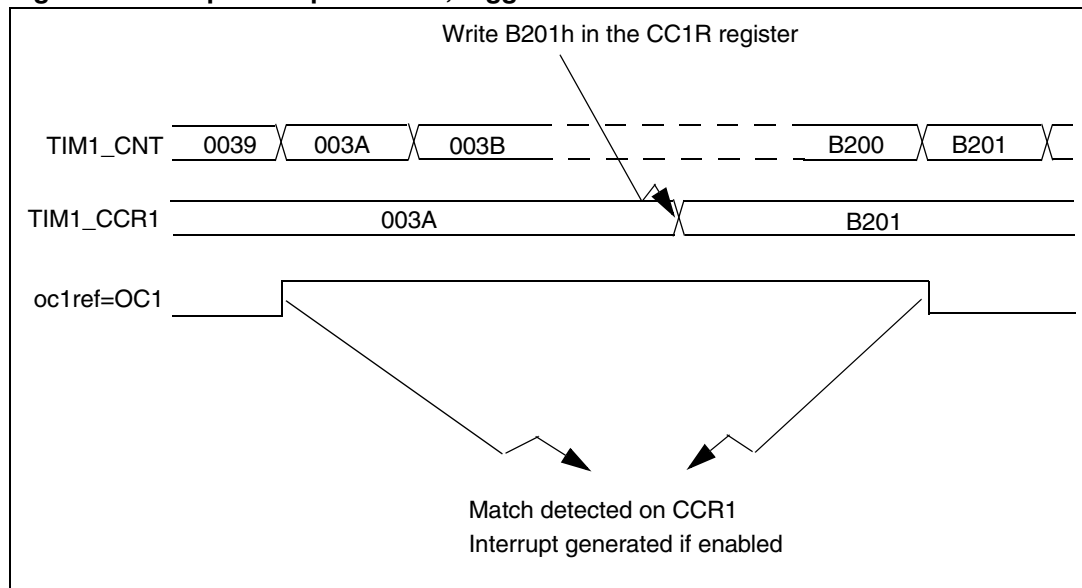 Write B201h in the CC1R register
TIM1_CNT 0039 003A 003B B200 B201
TIM1_CCR1 003A B201
oc1ref=OC1
Match detected on CCR1
Interrupt generated if enabled